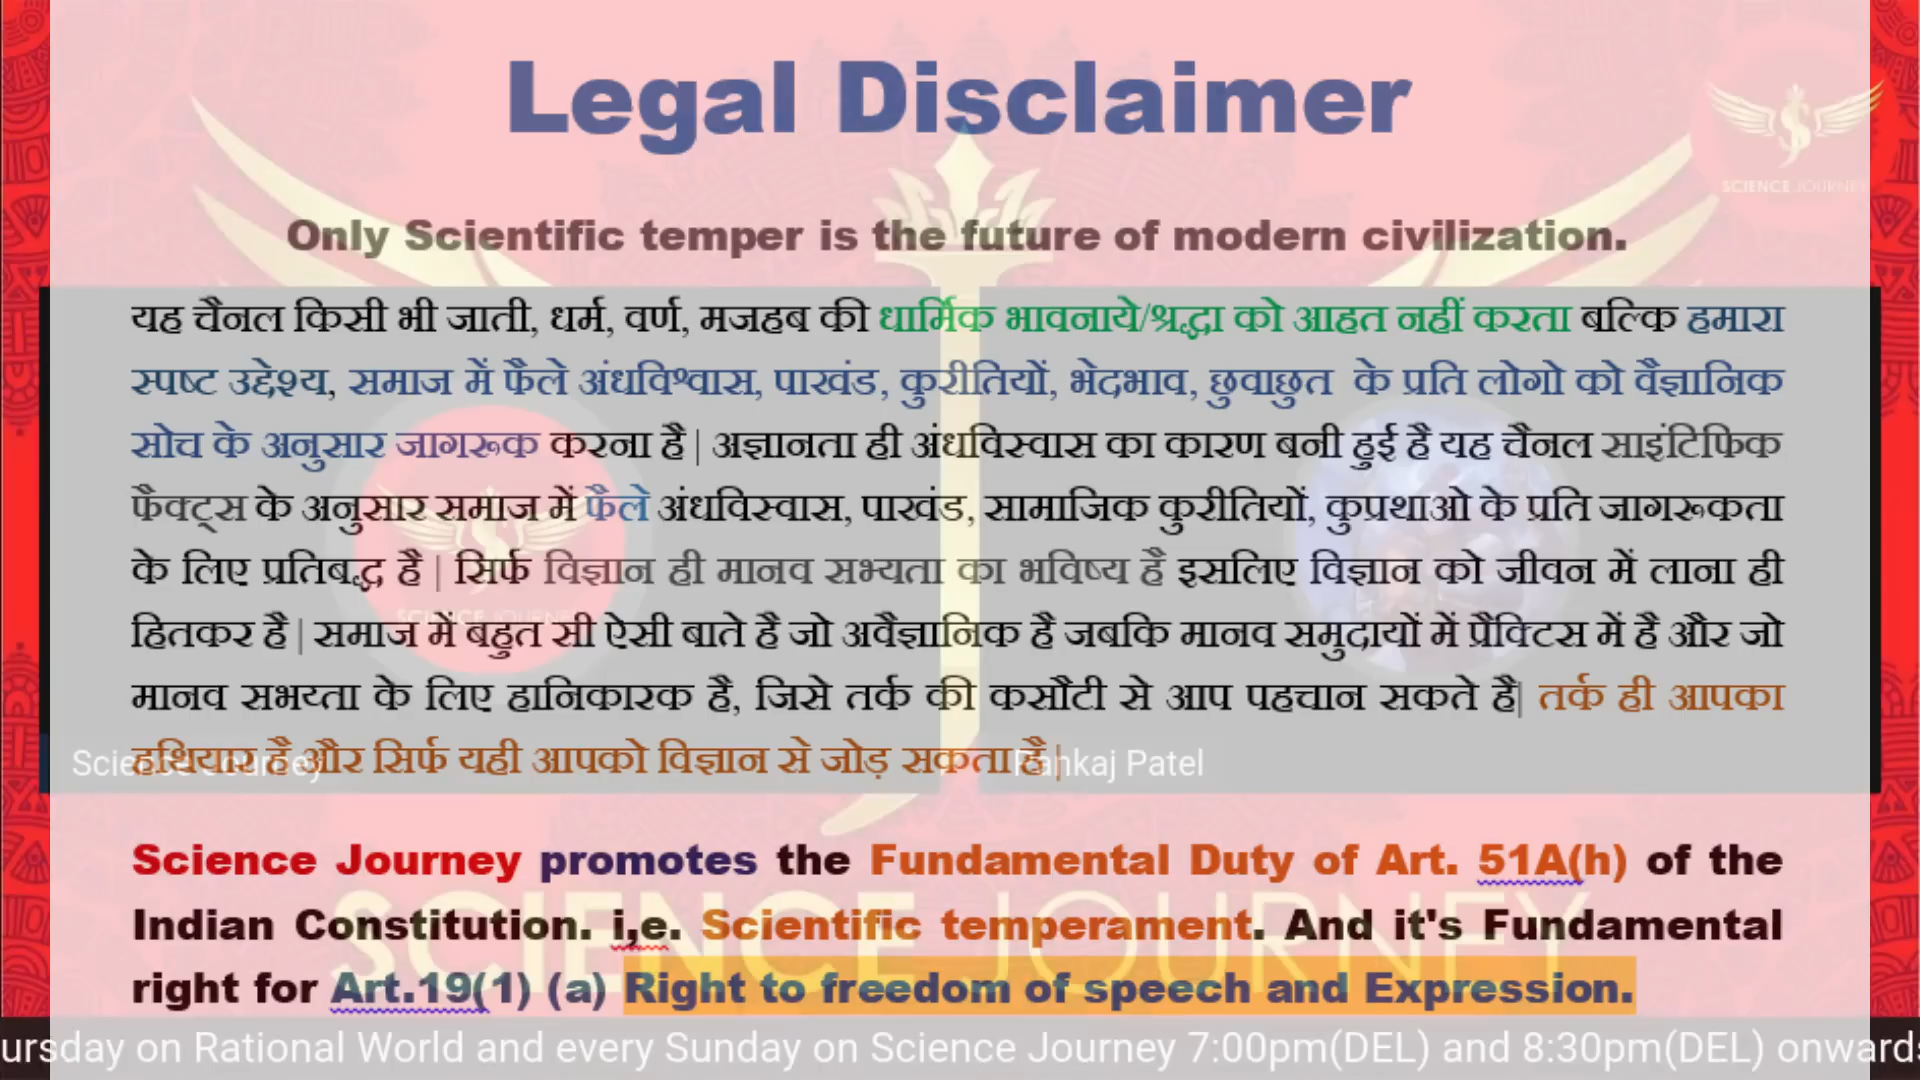 Legal Disclaimer
SCIENCE JOURNEY
Only Scientific temper is the future of modern civilization.
यह चैनल किसी भी जाती, धर्म, वर्ण, मजहब की धार्मिक भावनाये/श्रद्धा को आहत नहीं करता बल्कि हमारा
स्पष्ट उद्देश्य, समाज में फैले अंधविश्वास, पाखंड, कुरीतियों, भेदभाव, छुवाछुत के प्रति लोगो को वैज्ञानिक
सोच के अनुसार जागरूक करना है | अज्ञानता ही अंधविस्वास का कारण बनी हुई है यह चैनल साइंटिफिक
फैक्ट्स के अनुसार समाज में फैले अंधविस्वास, पाखंड, सामाजिक कुरीतियों, कुप्रथाओ के प्रति जागरूकता
के लिए प्रतिबद्ध है | सिर्फ विज्ञान ही मानव सभ्यता का भविष्य है इसलिए विज्ञान को जीवन में लाना ही
हितकर है | समाज में बहुत सी ऐसी बाते है जो अवैज्ञानिक है जबकि मानव समुदायों में प्रैक्टिस में है और जो
मानव सभय्ता के लिए हानिकारक है, जिसे तर्क की कसौटी से आप पहचान सकते है| तर्क ही आपका
हथियार है और सिर्फ यही आपको विज्ञान से जोड़ सकता है |
Science Journey
Pankaj Patel
Science Journey promotes the Fundamental Duty of Art. 51A(h) of the
Indian Constitution. i,e. Scientific temperament. And it's Fundamental
right for Art.19(1) (a) Right to freedom of speech and Expression.
SCIENCE JOURNEY
ursday on Rational World and every Sunday on Science Journey 7:00pm(DEL) and 8:30pm(DEL) onwards